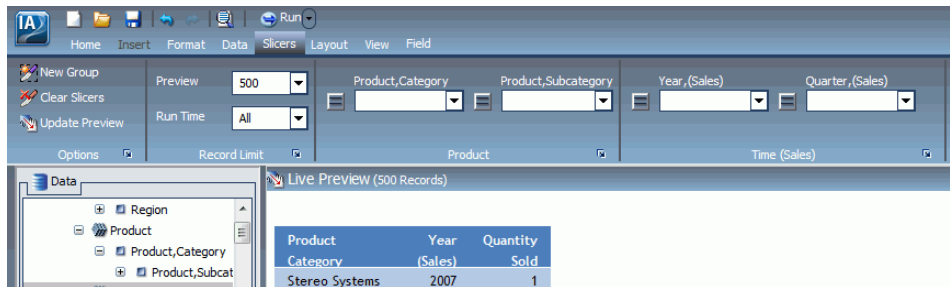 IA
Run
Home Insert Format Data Slicers Layout View Field
New Group
Clear Slicers
Update Preview
Options
Preview 500
Run Time All
Record Limit
Product,Category Product,Subcategory
Product
Year,(Sales) Quarter,(Sales)
Time (Sales)
Data
Region
Product
Product,Category
Product,Subcat
Live Preview (500 Records)
Product Year Quantity
Category (Sales) Sold
Stereo Systems 2007 1